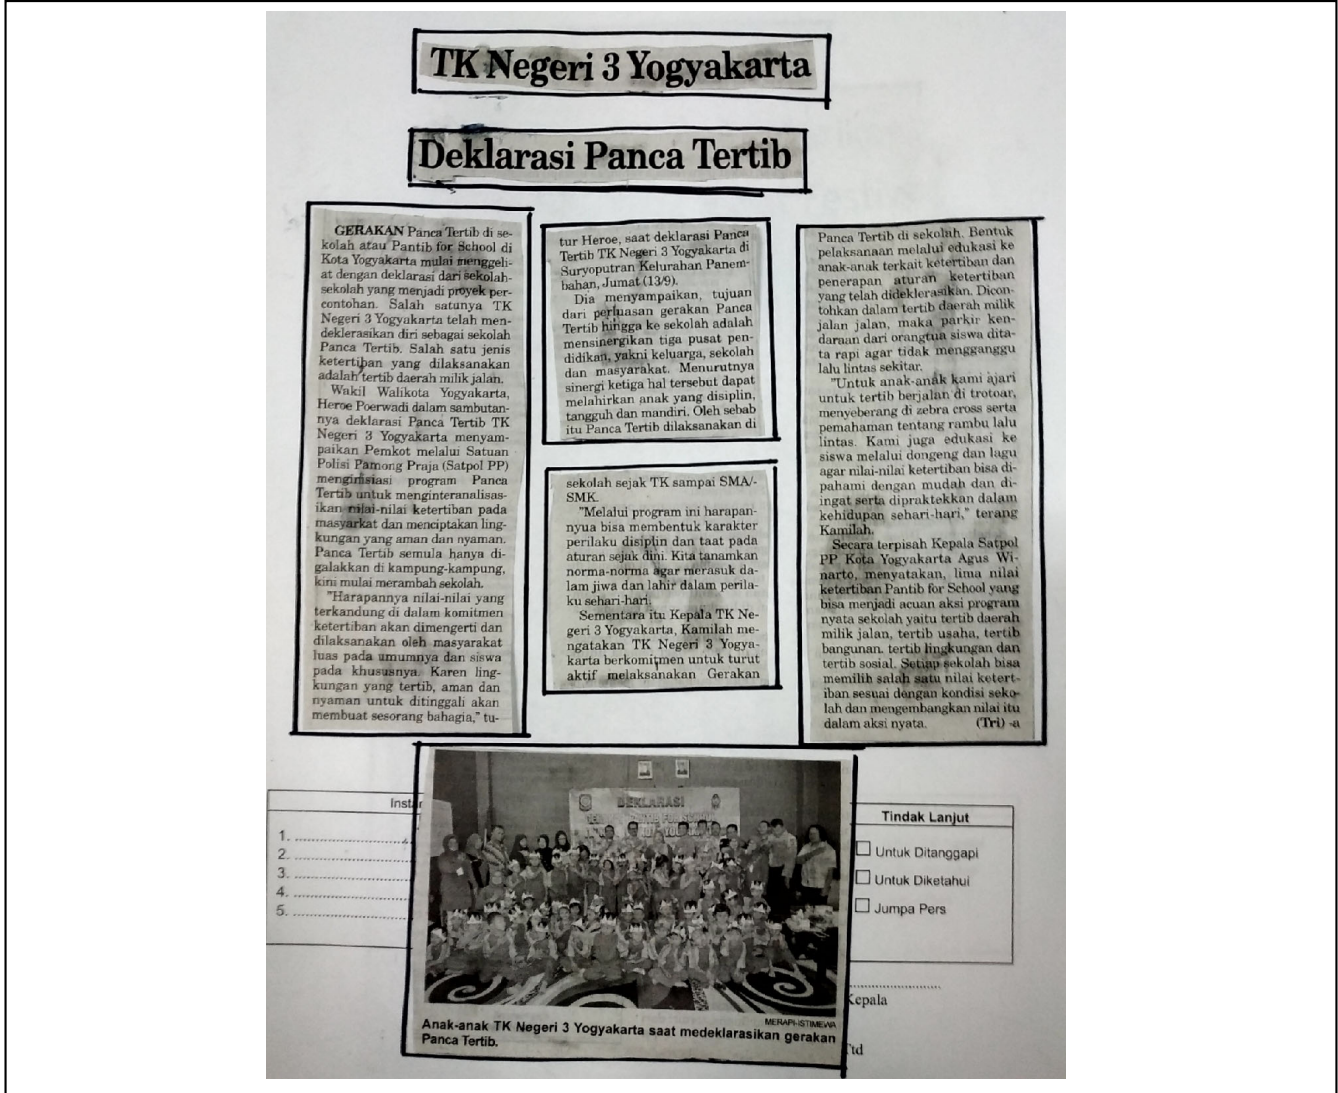 TK Negeri 3 Yogyakarta
Deklarasi Panca Tertib
GERAKAN Panca Tertib di se-
kolah atau Pantib for School di
Kota Yogyakarta mulai menggeli-
at dengan deklarasi dari sekolah-
sekolah yang menjadi proyek per-
contohan. Salah satunya TK
Negeri 3 Yogyakarta telah men-
deklerasikan diri sebagai sekolah
Panca Tertib. Salah satu jenis
ketertiban yang dilaksanakan
adalah tertib daerah milik jalan.
Wakil Walikota Yogyakarta,
Heroe Poerwadi dalam sambutan-
nya deklarasi Panca Tertib TK
Negeri 3 Yogyakarta menyam-
paikan Pemkot melalui Satuan
Polisi Pamong Praja (Satpol PP)
menginisiasi program Panca
Tertib untuk menginteranalisas-
ikan nilai-nilai ketertiban pada
masyarkat dan menciptakan ling-
kungan yang aman dan nyaman.
Panca Tertib semula hanya di-
galakkan di kampung-kampung,
kini mulai merambah sekolah.
"Harapannya nilai-nilai yang
terkandung di dalam komitmen
ketertiban akan dimengerti dan
dilaksanakan oleh masyarakat
luas pada umumnya dan siswa
pada khususnya. Karen ling-
kungan yang tertib, aman dan
nyaman untuk ditinggali akan
membuat sesorang bahagia," tu-
tur Heroe, saat deklarasi Panca
Tertib TK Negeri 3 Yogyakarta di
Suryoputran Kelurahan Panem-
bahan, Jumat (13/9).
Dia menyampaikan, tujuan
dari perluasan gerakan Panca
Tertib hingga ke sekolah adalah
mensinergikan tiga pusat pen-
didikan, yakni keluarga, sekolah
dan masyarakat. Menurutnya
sinergi ketiga hal tersebut dapat
melahirkan anak yang disiplin,
tangguh dan mandiri. Oleh sebab
itu Panca Tertib dilaksanakan di
sekolah sejak TK sampai SMA/-
SMK.
"Melalui program ini harapan-
nyua bisa membentuk karakter
perilaku disiplin dan taat pada
aturan sejak dini. Kita tanamkan
norma-norma agar merasuk da-
lam jiwa dan lahir dalam perila-
ku sehari-hari.
Sementara itu Kepala TK Ne-
geri 3 Yogyakarta, Kamilah me-
ngatakan TK Negeri 3 Yogya-
karta berkomitmen untuk turut
aktif melaksanakan Gerakan
Panca Tertib di sekolah. Bentuk
pelaksanaan melalui edukasi ke
anak-anak terkait ketertiban dan
penerapan aturan ketertiban
yang telah dideklerasikan. Dicon-
tohkan dalam tertib daerah milik
jalan jalan, maka parkir ken-
daraan dari orangtua siswa dita-
ta rapi agar tidak mengganggu
lalu lintas sekitar.
"Untuk anak-anak kami ajari
untuk tertib berjalan di trotoar,
menyeberang di zebra cross serta
pemahaman tentang rambu lalu
lintas. Kami juga edukasi ke
siswa melalui dongeng dan lagu
agar nilai-nilai ketertiban bisa di-
pahami dengan mudah dan di-
ingat serta dipraktekkan dalam
kehidupan sehari-hari," terang
Kamilah.
Secara terpisah Kepala Satpol
PP Kota Yogyakarta Agus Wi-
narto, menyatakan, lima nilai
ketertiban Pantib for School yang
bisa menjadi acuan aksi program
nyata sekolah yaitu tertib daerah
milik jalan, tertib usaha, tertib
bangunan. tertib lingkungan dan
tertib sosial. Setiap sekolah bisa
memilih salah satu nilai ketert-
iban sesuai dengan kondisi seko-
lah dan mengembangkan nilai itu
dalam aksi nyata. (Tri) -a
DEKLARASI
MERAPI-ISTIMEWA
Anak-anak TK Negeri 3 Yogyakarta saat medeklarasikan gerakan
Panca Tertib.
1.
2.
3.
4.
5.
Tindak Lanjut
Untuk Ditanggapi
Untuk Diketahui
Jumpa Pers
Kepala
Ttd